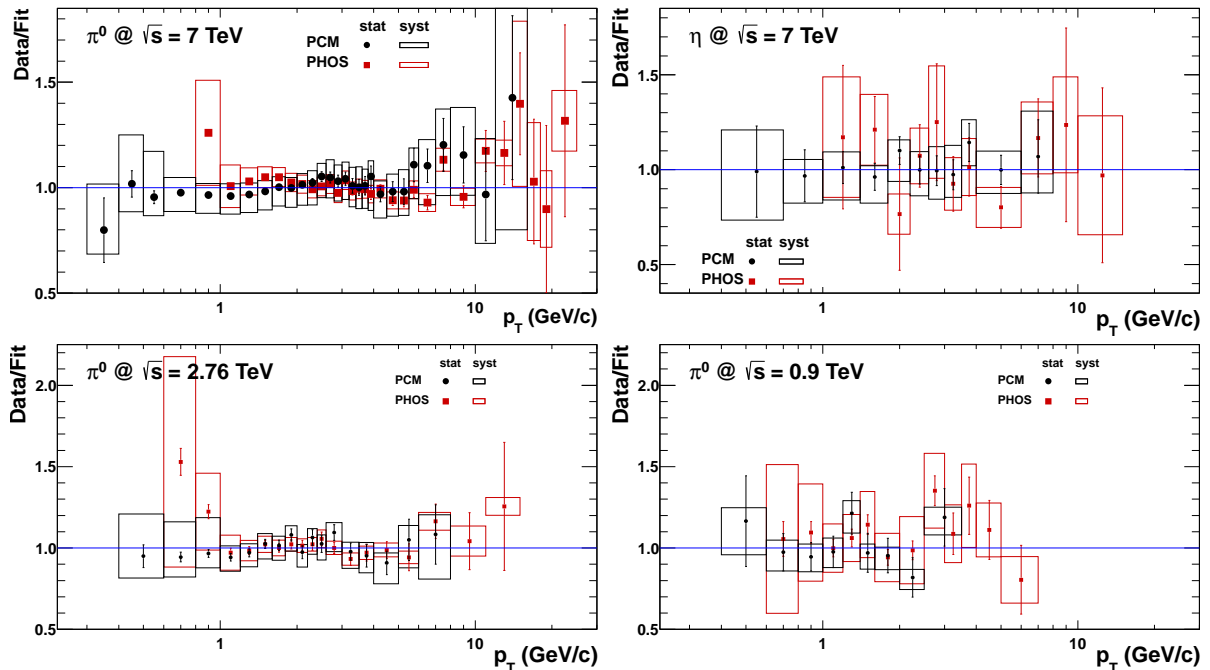 Data/Fit
π⁰ @ √s = 7 TeV
stat syst
PCM
PHOS
1.5
1.0
0.5
1 10
p_T (GeV/c)
Data/Fit
η @ √s = 7 TeV
1.5
1.0
0.5
stat syst
PCM
PHOS
1 10
p_T (GeV/c)
Data/Fit
π⁰ @ √s = 2.76 TeV
stat syst
PCM
PHOS
2.0
1.5
1.0
0.5
1 10
p_T (GeV/c)
Data/Fit
π⁰ @ √s = 0.9 TeV
stat syst
PCM
PHOS
2.0
1.5
1.0
0.5
1 10
p_T (GeV/c)